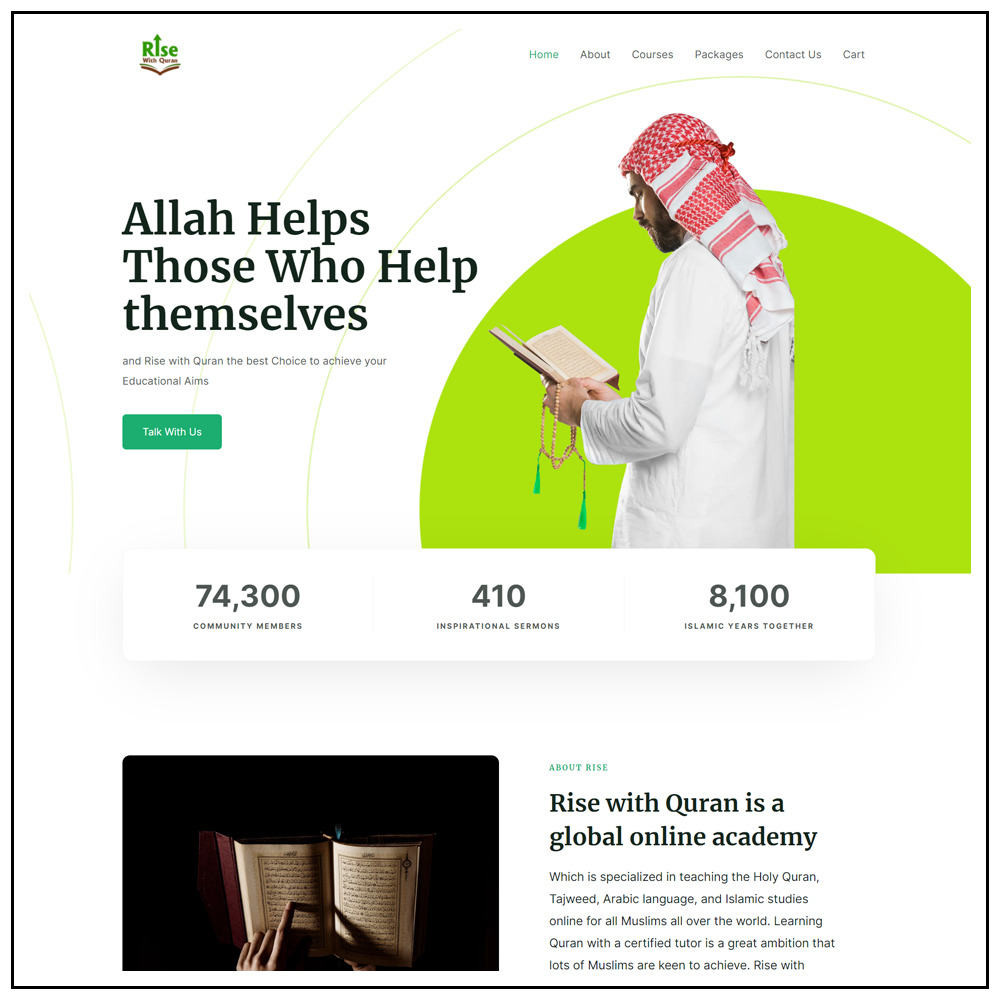 Rise
With Quran
Home About Courses Packages Contact Us Cart
Allah Helps
Those Who Help
themselves
and Rise with Quran the best Choice to achieve your
Educational Aims
Talk With Us
74,300 410 8,100
COMMUNITY MEMBERS INSPIRATIONAL SERMONS ISLAMIC YEARS TOGETHER
ABOUT RISE
Rise with Quran is a
global online academy
Which is specialized in teaching the Holy Quran,
Tajweed, Arabic language, and Islamic studies
online for all Muslims all over the world. Learning
Quran with a certified tutor is a great ambition that
lots of Muslims are keen to achieve. Rise with